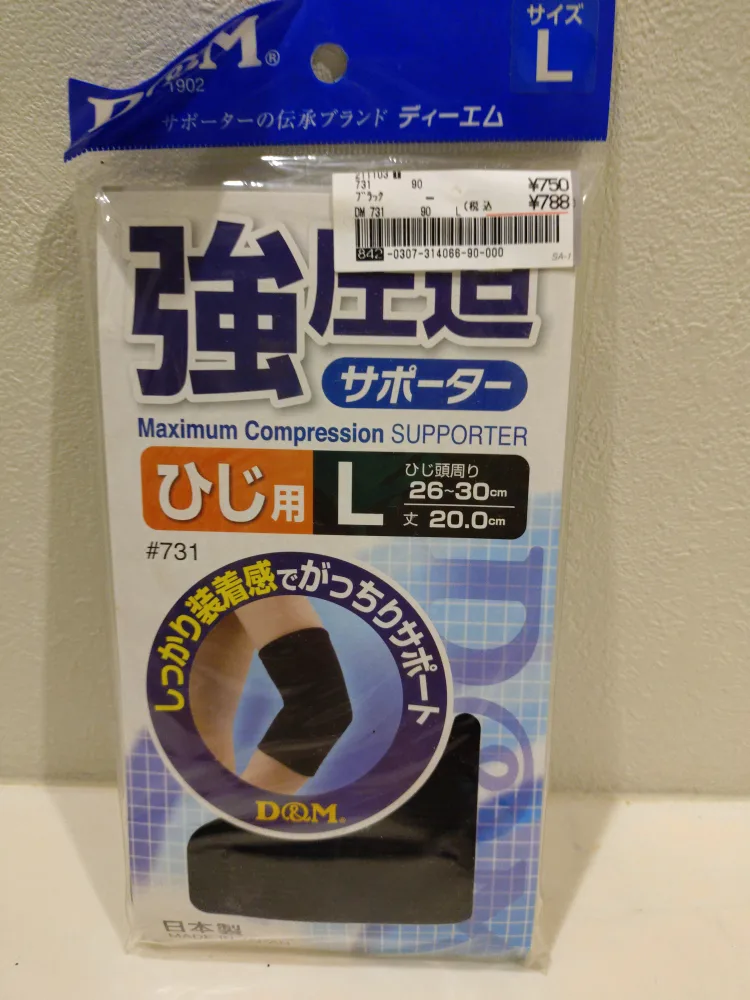 D&M®
サイズ
L
1902
サポーターの伝承ブランド ディーエム
211103
731 90 ¥750
ブラック - (税込 ¥788)
DM 731 90 L
842-0307-314066-90-000
SA-1
強圧迫
サポーター
Maximum Compression SUPPORTER
ひじ用 L
ひじ頭周り
26~30cm
丈 20.0cm
#731
しっかり装着感でがっちりサポート
D&M®
D&M
日本製